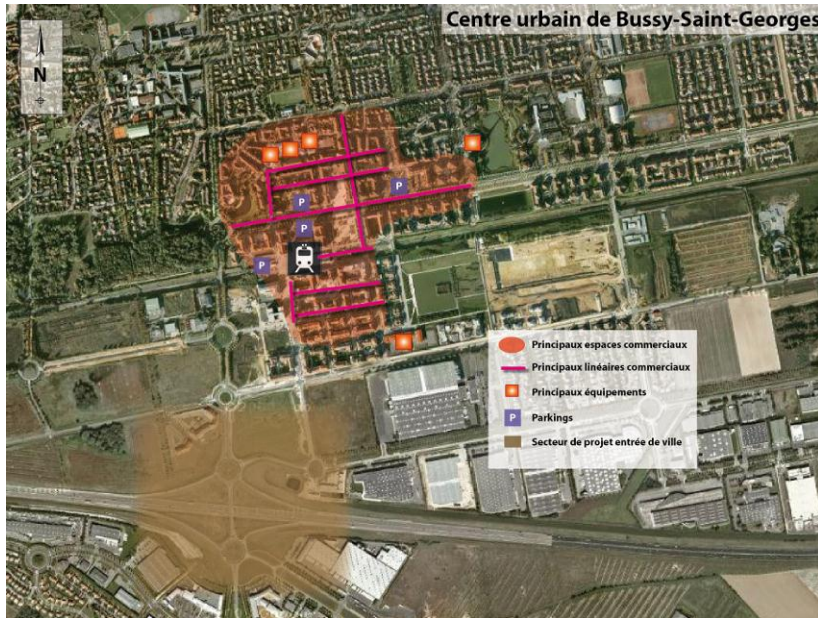 Centre urbain de Bussy-Saint-Georges
N
P
P
P
P
Principaux espaces commerciaux
Principaux linéaires commerciaux
Principaux équipements
P Parkings
Secteur de projet entrée de ville